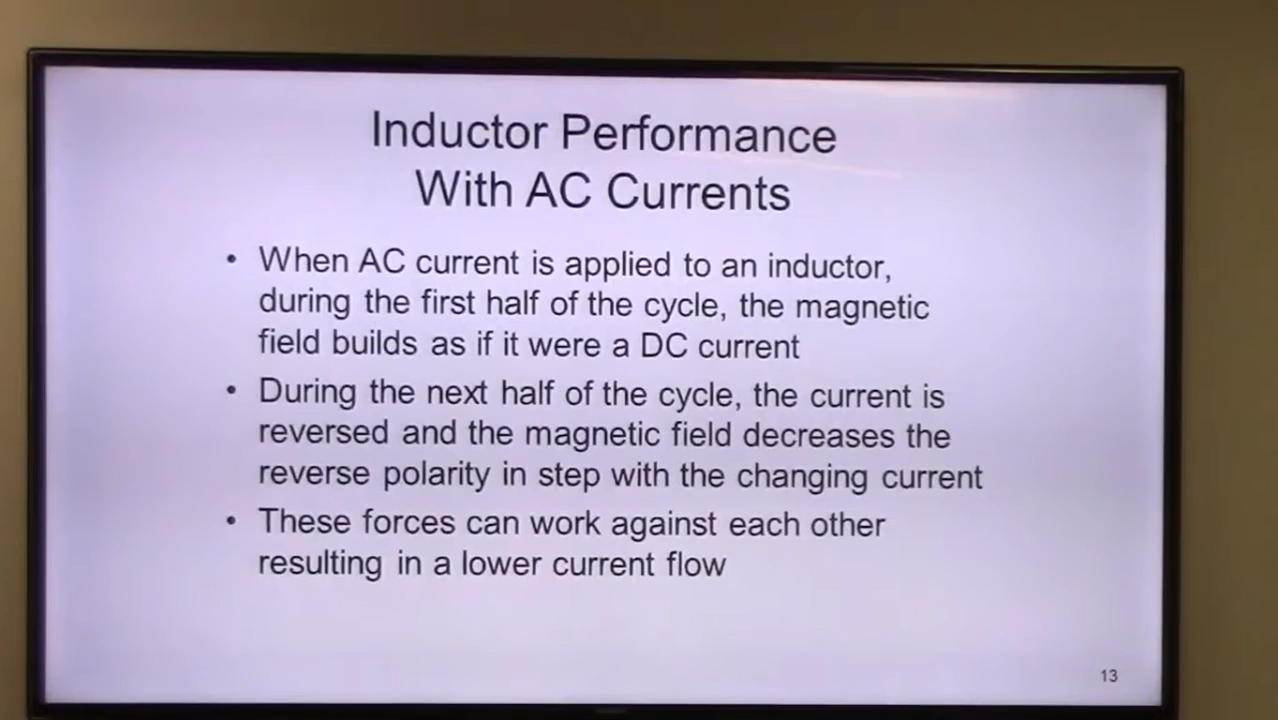 Inductor Performance
With AC Currents
• When AC current is applied to an inductor,
during the first half of the cycle, the magnetic
field builds as if it were a DC current
• During the next half of the cycle, the current is
reversed and the magnetic field decreases the
reverse polarity in step with the changing current
• These forces can work against each other
resulting in a lower current flow
13